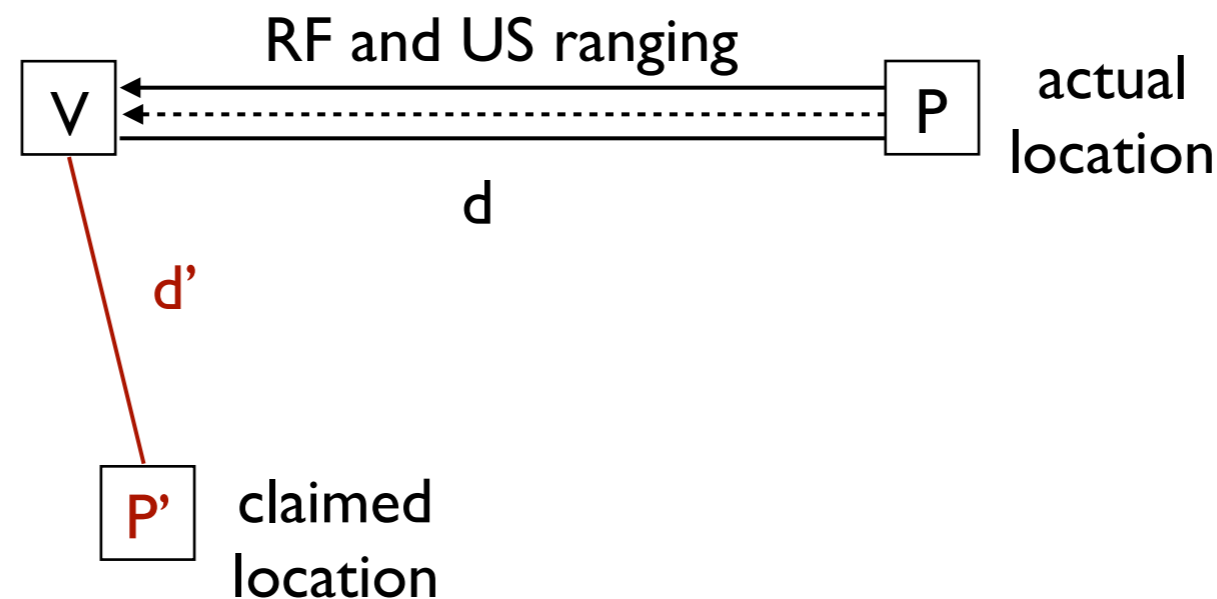 RF and US ranging
V
P
actual
location
d
d’
P’
claimed
location